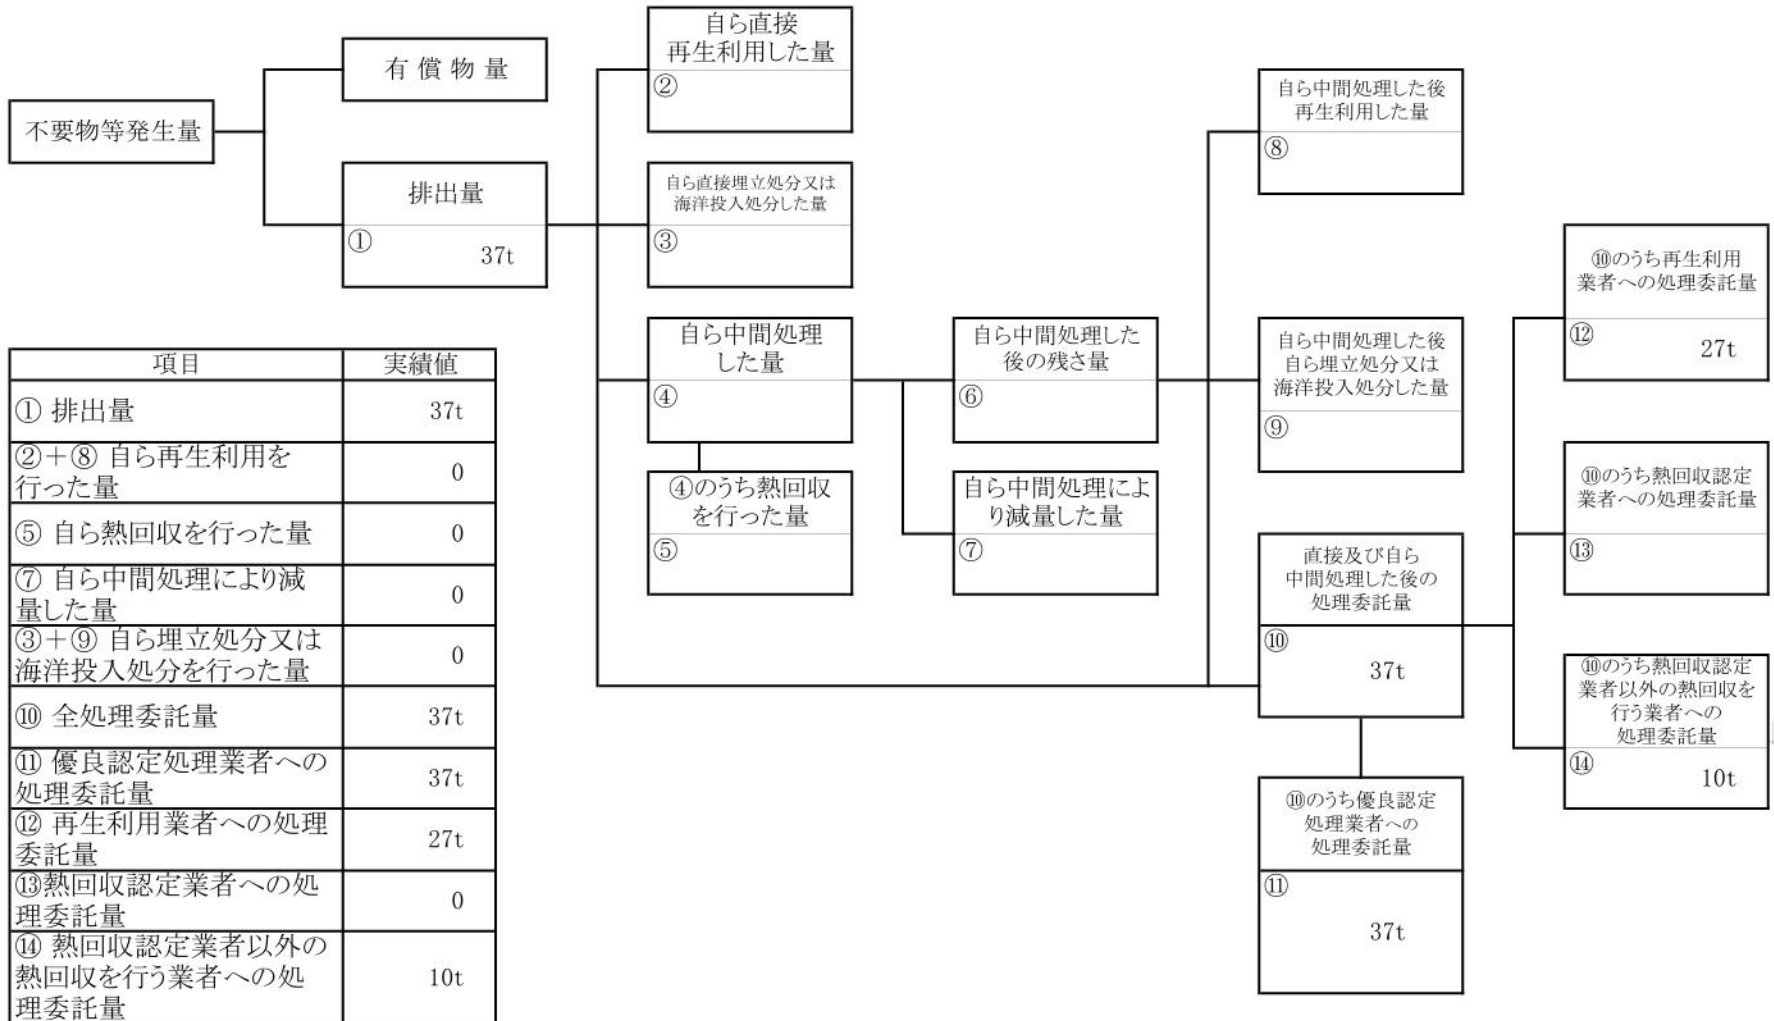 不要物等発生量
有 償 物 量
排出量
①
37t
自ら直接
再生利用した量
②
自ら直接埋立処分又は
海洋投入処分した量
③
自ら中間処理
した量
④
④のうち熱回収
を行った量
⑤
自ら中間処理した
後の残さ量
⑥
自ら中間処理によ
り減量した量
⑦
自ら中間処理した後
再生利用した量
⑧
自ら中間処理した後
自ら埋立処分又は
海洋投入処分した量
⑨
直接及び自ら
中間処理した後の
処理委託量
⑩
37t
⑩のうち優良認定
処理業者への
処理委託量
⑪
37t
⑩のうち再生利用
業者への処理委託量
⑫
27t
⑩のうち熱回収認定
業者への処理委託量
⑬
⑩のうち熱回収認定
業者以外の熱回収を
行う業者への
処理委託量
⑭
10t
項目 実績値
① 排出量 37t
②＋⑧ 自ら再生利用を
行った量 0
⑤ 自ら熱回収を行った量 0
⑦ 自ら中間処理により減
量した量 0
③＋⑨ 自ら埋立処分又は
海洋投入処分を行った量 0
⑩ 全処理委託量 37t
⑪ 優良認定処理業者への
処理委託量 37t
⑫ 再生利用業者への処理
委託量 27t
⑬熱回収認定業者への処
理委託量 0
⑭ 熱回収認定業者以外の
熱回収を行う業者への処
理委託量 10t